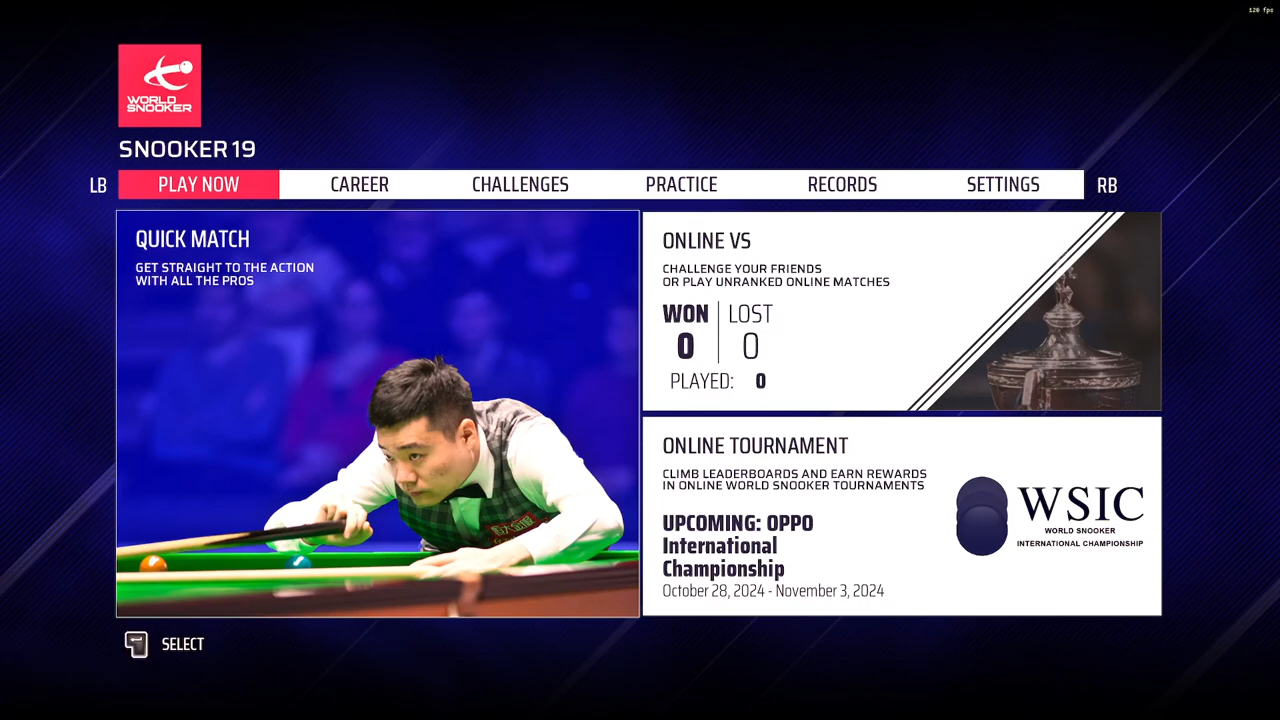 120 fps
WORLD
SNOOKER
SNOOKER 19
LB
PLAY NOW
CAREER
CHALLENGES
PRACTICE
RECORDS
SETTINGS
RB
QUICK MATCH
GET STRAIGHT TO THE ACTION
WITH ALL THE PROS
ONLINE VS
CHALLENGE YOUR FRIENDS
OR PLAY UNRANKED ONLINE MATCHES
WON LOST
0 0
PLAYED: 0
ONLINE TOURNAMENT
CLIMB LEADERBOARDS AND EARN REWARDS
IN ONLINE WORLD SNOOKER TOURNAMENTS
UPCOMING: OPPO
International
Championship
October 28, 2024 - November 3, 2024
WSIC
WORLD SNOOKER
INTERNATIONAL CHAMPIONSHIP
SELECT